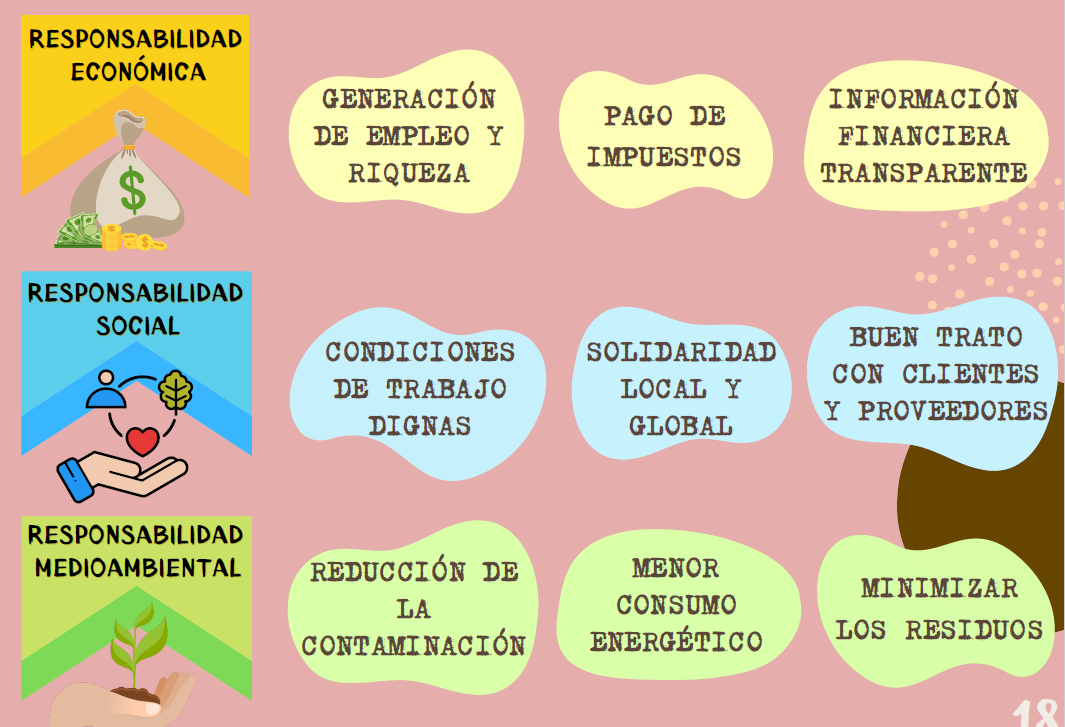 RESPONSABILIDAD
ECONÓMICA
$
GENERACIÓN
DE EMPLEO Y
RIQUEZA
PAGO DE
IMPUESTOS
INFORMACIÓN
FINANCIERA
TRANSPARENTE
RESPONSABILIDAD
SOCIAL
CONDICIONES
DE TRABAJO
DIGNAS
SOLIDARIDAD
LOCAL Y
GLOBAL
BUEN TRATO
CON CLIENTES
Y PROVEEDORES
RESPONSABILIDAD
MEDIOAMBIENTAL
REDUCCIÓN DE
LA
CONTAMINACIÓN
MENOR
CONSUMO
ENERGÉTICO
MINIMIZAR
LOS RESIDUOS
18